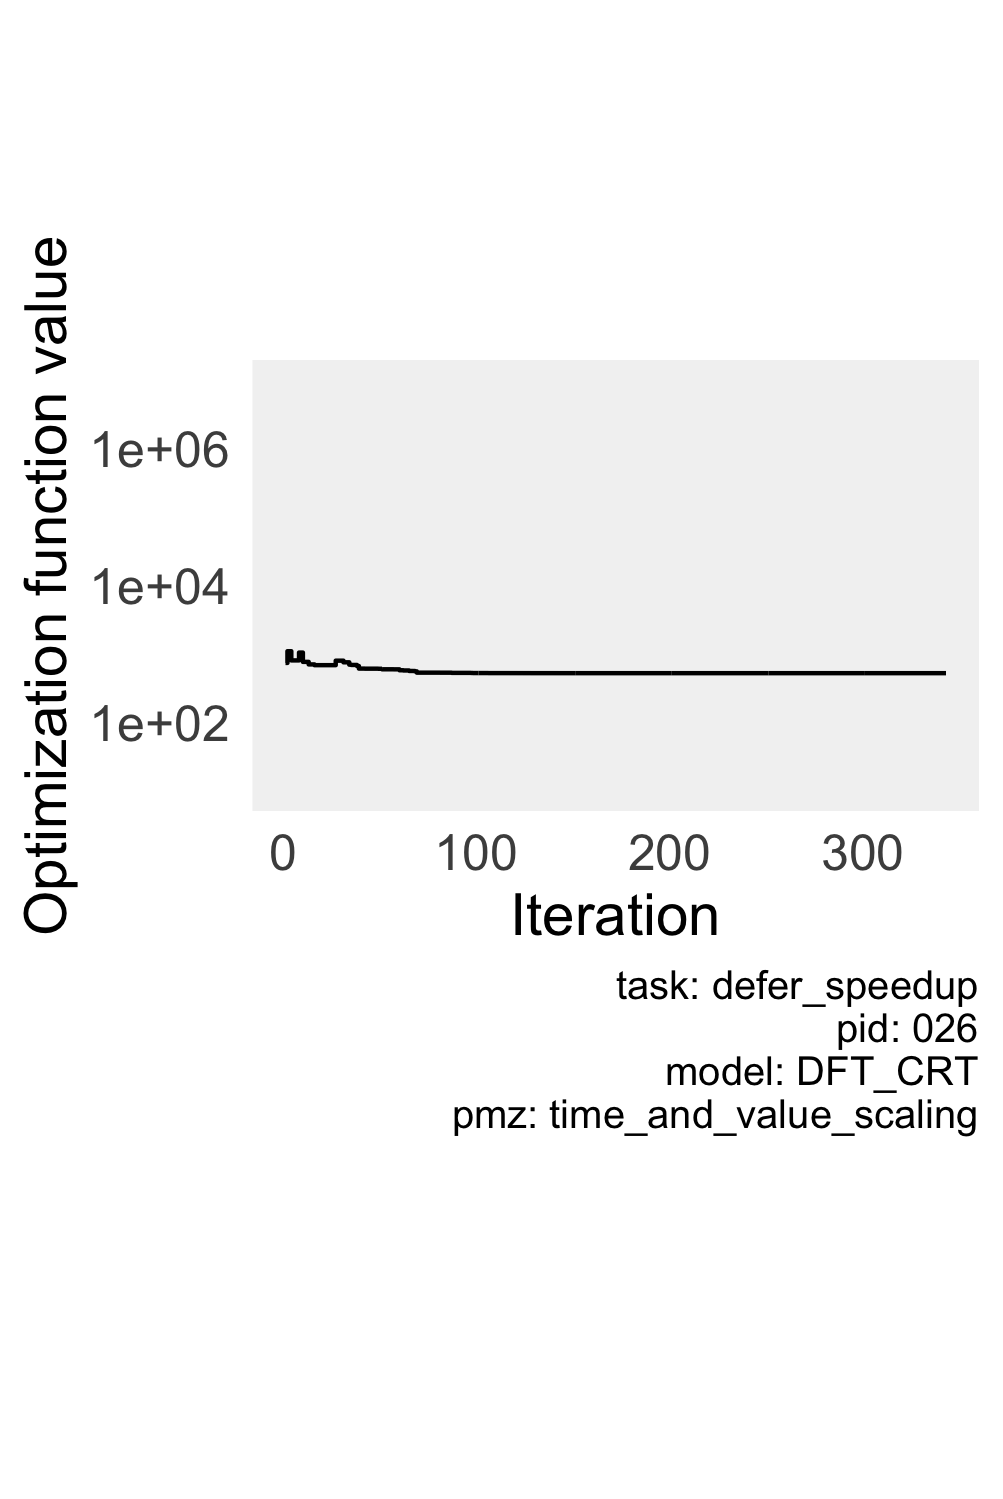 Optimization function value
1e+06
1e+04
1e+02
0 100 200 300
Iteration
task: defer_speedup
pid: 026
model: DFT_CRT
pmz: time_and_value_scaling